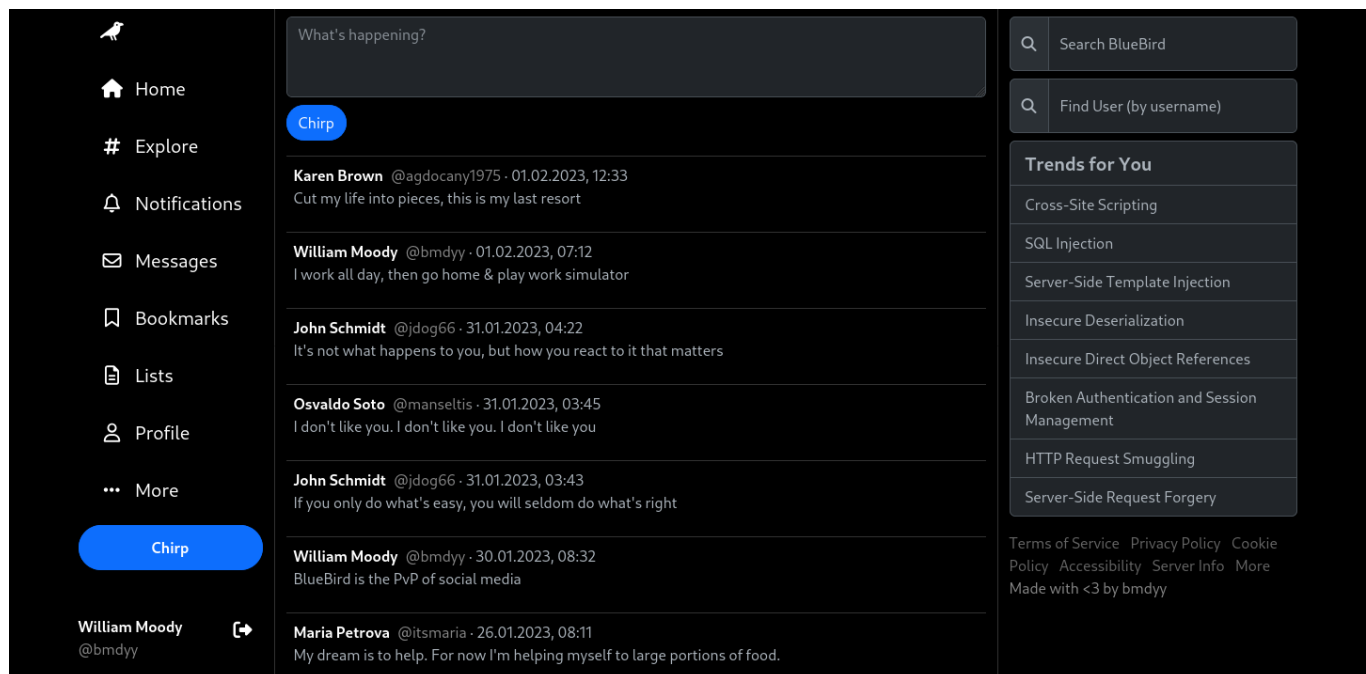 Home
Explore
Notifications
Messages
Bookmarks
Lists
Profile
More
Chirp
William Moody
@bmdyy
What's happening?
Chirp
Karen Brown @agdocany1975 · 01.02.2023, 12:33
Cut my life into pieces, this is my last resort
William Moody @bmdyy · 01.02.2023, 07:12
I work all day, then go home & play work simulator
John Schmidt @jdog66 · 31.01.2023, 04:22
It's not what happens to you, but how you react to it that matters
Osvaldo Soto @manseltis · 31.01.2023, 03:45
I don't like you. I don't like you. I don't like you
John Schmidt @jdog66 · 31.01.2023, 03:43
If you only do what's easy, you will seldom do what's right
William Moody @bmdyy · 30.01.2023, 08:32
BlueBird is the PvP of social media
Maria Petrova @itsmaria · 26.01.2023, 08:11
My dream is to help. For now I'm helping myself to large portions of food.
Search BlueBird
Find User (by username)
Trends for You
Cross-Site Scripting
SQL Injection
Server-Side Template Injection
Insecure Deserialization
Insecure Direct Object References
Broken Authentication and Session
Management
HTTP Request Smuggling
Server-Side Request Forgery
Terms of Service Privacy Policy Cookie
Policy Accessibility Server Info More
Made with <3 by bmdyy